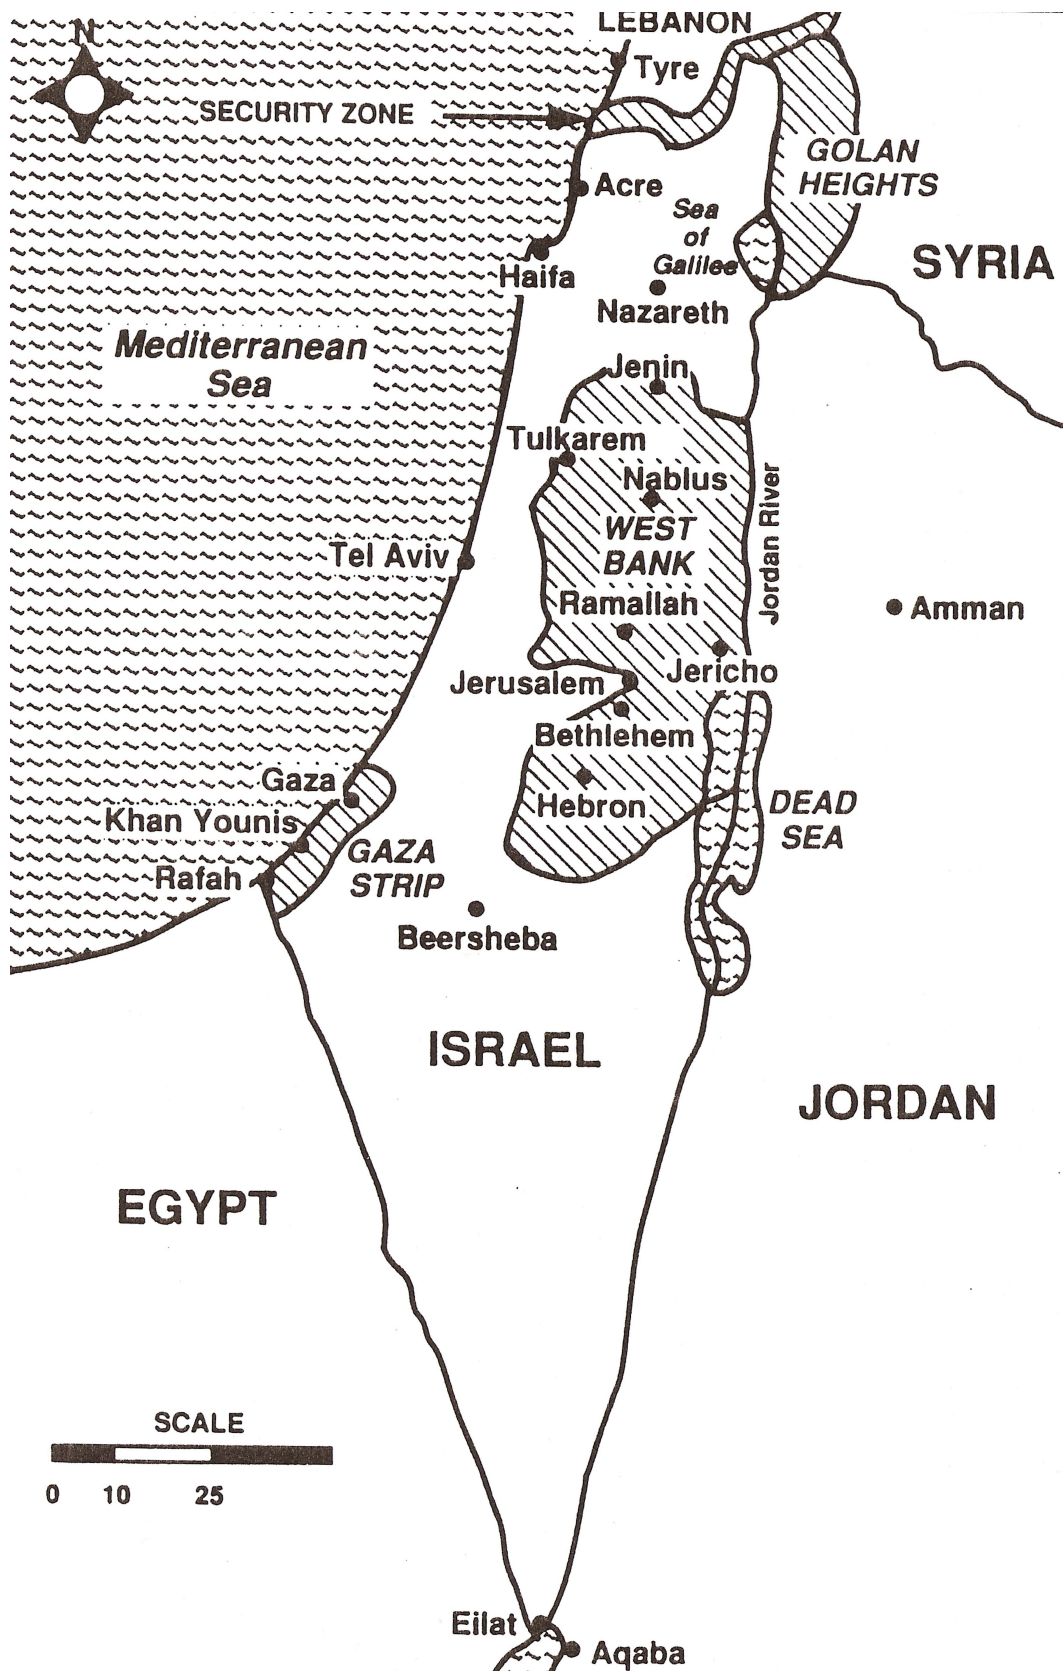 LEBANON
N
Tyre
SECURITY ZONE
GOLAN
HEIGHTS
Acre
Sea
of
Galilee
SYRIA
Haifa
Nazareth
Mediterranean
Sea
Jenin
Tulkarem
Nablus
WEST
BANK
Jordan River
Tel Aviv
Ramallah
Amman
Jericho
Jerusalem
Bethlehem
Gaza
Hebron
DEAD
SEA
Khan Younis
GAZA
STRIP
Rafah
Beersheba
ISRAEL
JORDAN
EGYPT
SCALE
0 10 25
Eilat
Aqaba